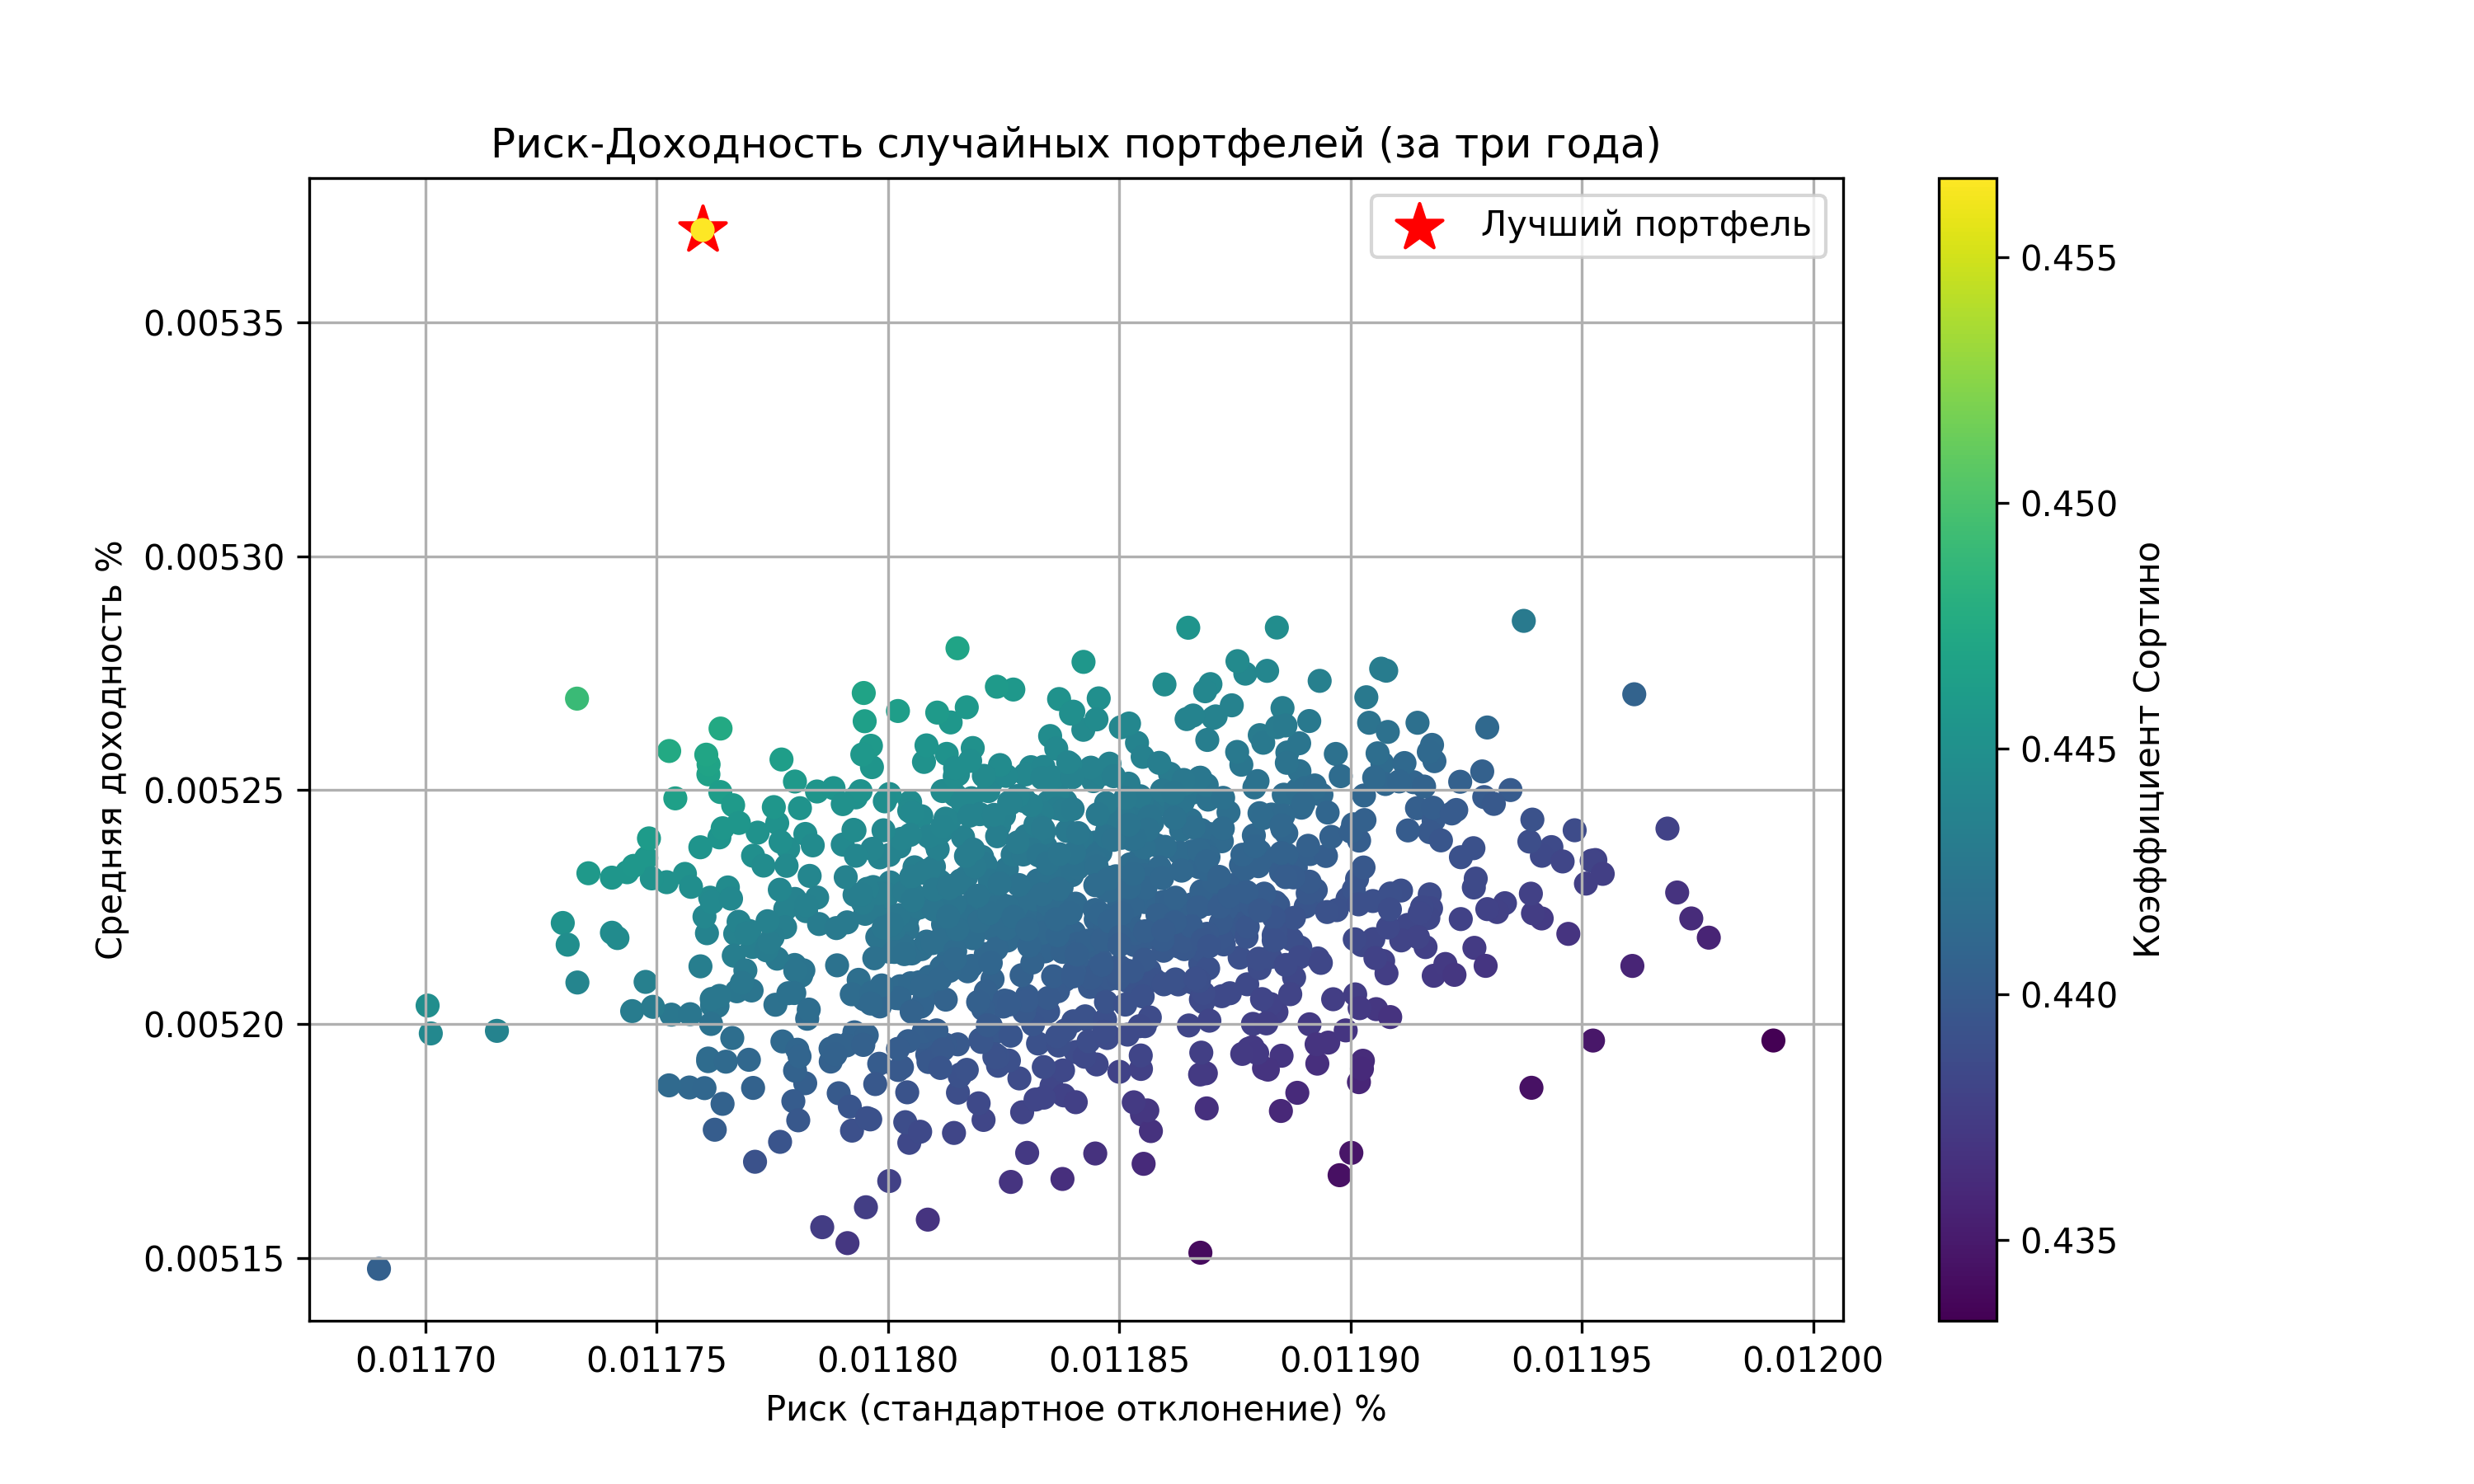 Риск-Доходность случайных портфелей (за три года)
Лучший портфель
Средняя доходность %
0.00535
0.00530
0.00525
0.00520
0.00515
0.01170 0.01175 0.01180 0.01185 0.01190 0.01195 0.01200
Риск (стандартное отклонение) %
0.455
0.450
0.445
0.440
0.435
Коэффициент Сортино